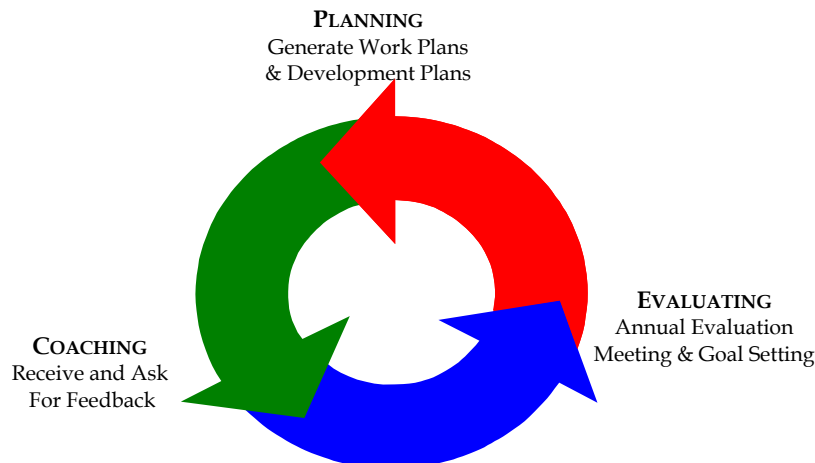 PLANNING
Generate Work Plans
& Development Plans
EVALUATING
Annual Evaluation
Meeting & Goal Setting
COACHING
Receive and Ask
For Feedback